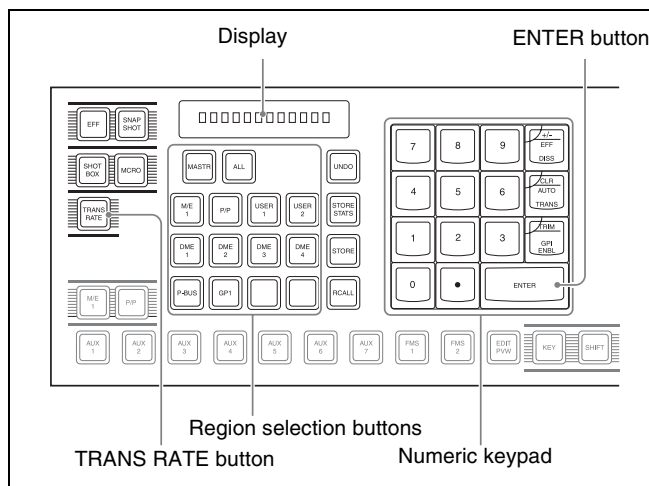 Display
ENTER button
EFF
SNAP
SHOT
SHOT
BOX
MCRO
TRANS
RATE
MASTR
ALL
UNDO
M/E
1
P/P
USER
1
USER
2
STORE
STATS
DME
1
DME
2
DME
3
DME
4
STORE
P-BUS
GP1
RCALL
7
8
9
+/-
EFF
DISS
4
5
6
CLR
AUTO
TRANS
1
2
3
TRIM
GPI
ENBL
0
•
ENTER
M/E
1
P/P
AUX
1
AUX
2
AUX
3
AUX
4
AUX
5
AUX
6
AUX
7
FMS
1
FMS
2
EDIT
PVW
KEY
SHIFT
Region selection buttons
TRANS RATE button
Numeric keypad